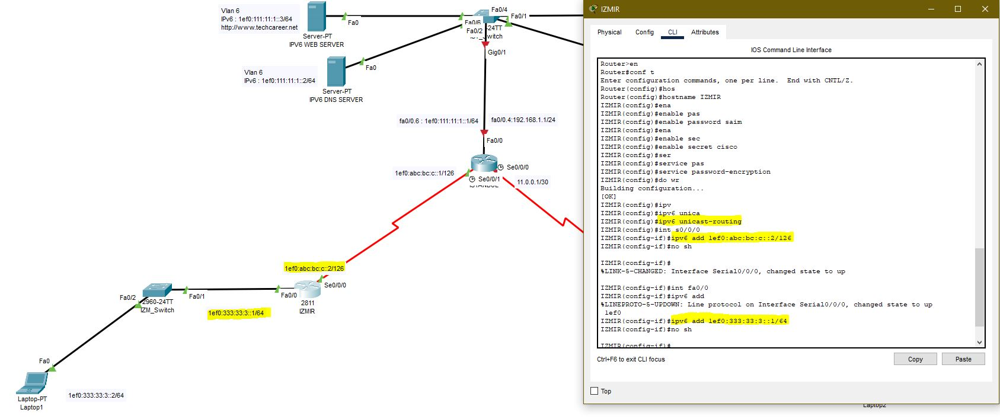 Vlan 6
IPv6 : 1ef0:111:11:1::3/64
http://www.techcareer.net
Fa0
Server-PT
IPV6 WEB SERVER
Fa0/4
Fa0/1
Fa0/6
Fa0/2
-24TT
Switch
Gig0/1
Vlan 6
IPv6 : 1ef0:111:11:1::2/64
Fa0
Server-PT
IPV6 DNS SERVER
fa0/0.6 : 1ef0:111:11:1::1/64
fa0/0.4:192.168.1.1/24
Fa0/0
1ef0:abc:bc:c::1/126
Se0/0/0
Se0/0/1
ISTANBUL
11.0.0.1/30
1ef0:abc:bc:c::2/126
Se0/0/0
Fa0/0
2811
IZMIR
Fa0/2
Fa0/1
2960-24TT
IZM_Switch
1ef0:333:33:3::1/64
Fa0
Laptop-PT
Laptop1
1ef0:333:33:3::2/64
IZMIR
Physical Config CLI Attributes
IOS Command Line Interface
Router>en
Router#conf t
Enter configuration commands, one per line. End with CNTL/Z.
Router(config)#hos
Router(config)#hostname IZMIR
IZMIR(config)#ena
IZMIR(config)#enable pas
IZMIR(config)#enable password saim
IZMIR(config)#ena
IZMIR(config)#enable sec
IZMIR(config)#enable secret cisco
IZMIR(config)#ser
IZMIR(config)#service pas
IZMIR(config)#service password-encryption
IZMIR(config)#do wr
Building configuration...
[OK]
IZMIR(config)#ipv
IZMIR(config)#ipv6 unica
IZMIR(config)#ipv6 unicast-routing
IZMIR(config)#int s0/0/0
IZMIR(config-if)#ipv6 add 1ef0:abc:bc:c::2/126
IZMIR(config-if)#no sh
IZMIR(config-if)#
%LINK-5-CHANGED: Interface Serial0/0/0, changed state to up
IZMIR(config-if)#int fa0/0
IZMIR(config-if)#ipv6 add
%LINEPROTO-5-UPDOWN: Line protocol on Interface Serial0/0/0, changed state to up
1ef0
IZMIR(config-if)#ipv6 add 1ef0:333:33:3::1/64
IZMIR(config-if)#no sh
IZMIR(config-if)#
Ctrl+F6 to exit CLI focus
Copy Paste
Top
Laptop2